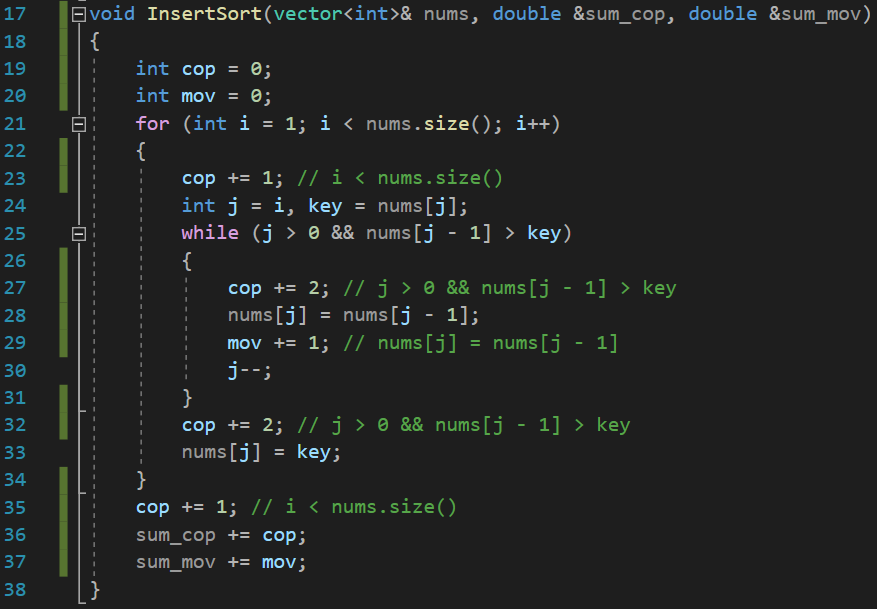 17 void InsertSort(vector<int>& nums, double &sum_cop, double &sum_mov)
18 {
19     int cop = 0;
20     int mov = 0;
21     for (int i = 1; i < nums.size(); i++)
22     {
23         cop += 1; // i < nums.size()
24         int j = i, key = nums[j];
25         while (j > 0 && nums[j - 1] > key)
26         {
27             cop += 2; // j > 0 && nums[j - 1] > key
28             nums[j] = nums[j - 1];
29             mov += 1; // nums[j] = nums[j - 1]
30             j--;
31         }
32         cop += 2; // j > 0 && nums[j - 1] > key
33         nums[j] = key;
34     }
35     cop += 1; // i < nums.size()
36     sum_cop += cop;
37     sum_mov += mov;
38 }